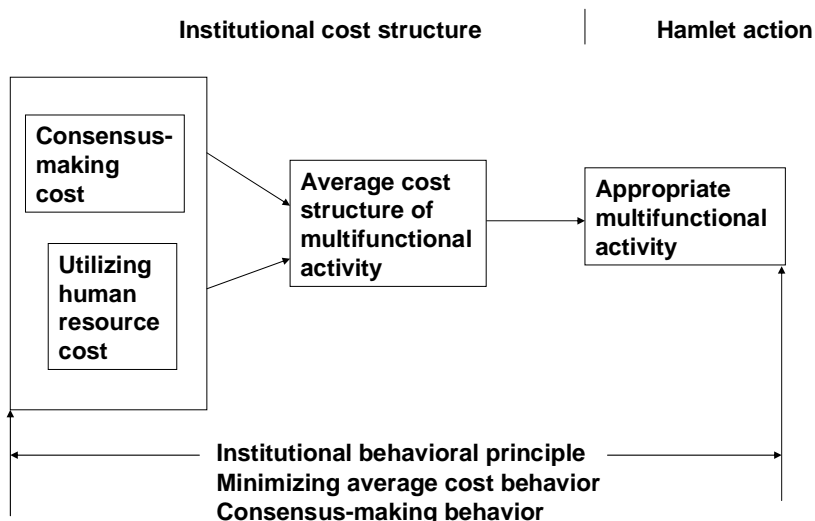 Institutional cost structure
Hamlet action
Consensus-
making
cost
Utilizing
human
resource
cost
Average cost
structure of
multifunctional
activity
Appropriate
multifunctional
activity
Institutional behavioral principle
Minimizing average cost behavior
Consensus-making behavior